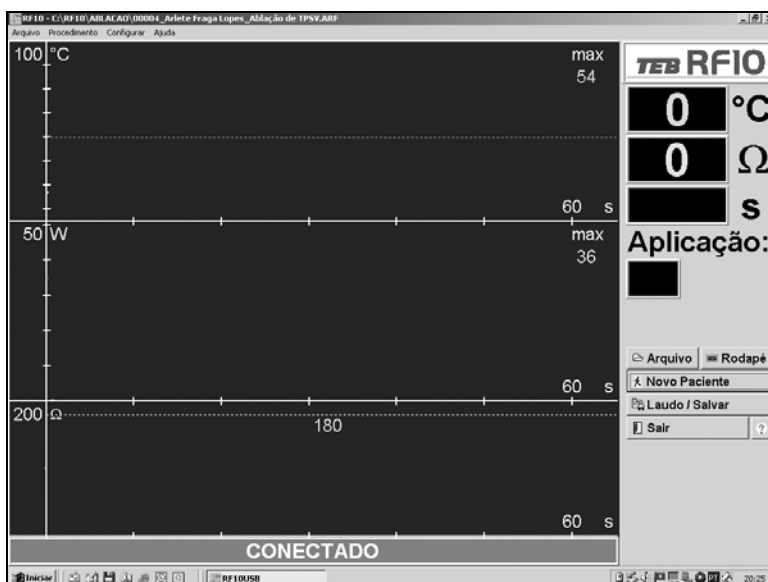 RF10 - C:\RF10\ABLACAO\00004_Arlete Fraga Lopes_Ablação de TPSV.ARF
Arquivo Procedimento Configurar Ajuda
100 °C
max
54
60 s
50 W
max
36
60 s
200 Ω
180
60 s
CONECTADO
TEB RF10
0 °C
0 Ω
s
Aplicação:
Arquivo Rodapé
Novo Paciente
Laudo / Salvar
Sair ?
Iniciar RF10USB 20:25